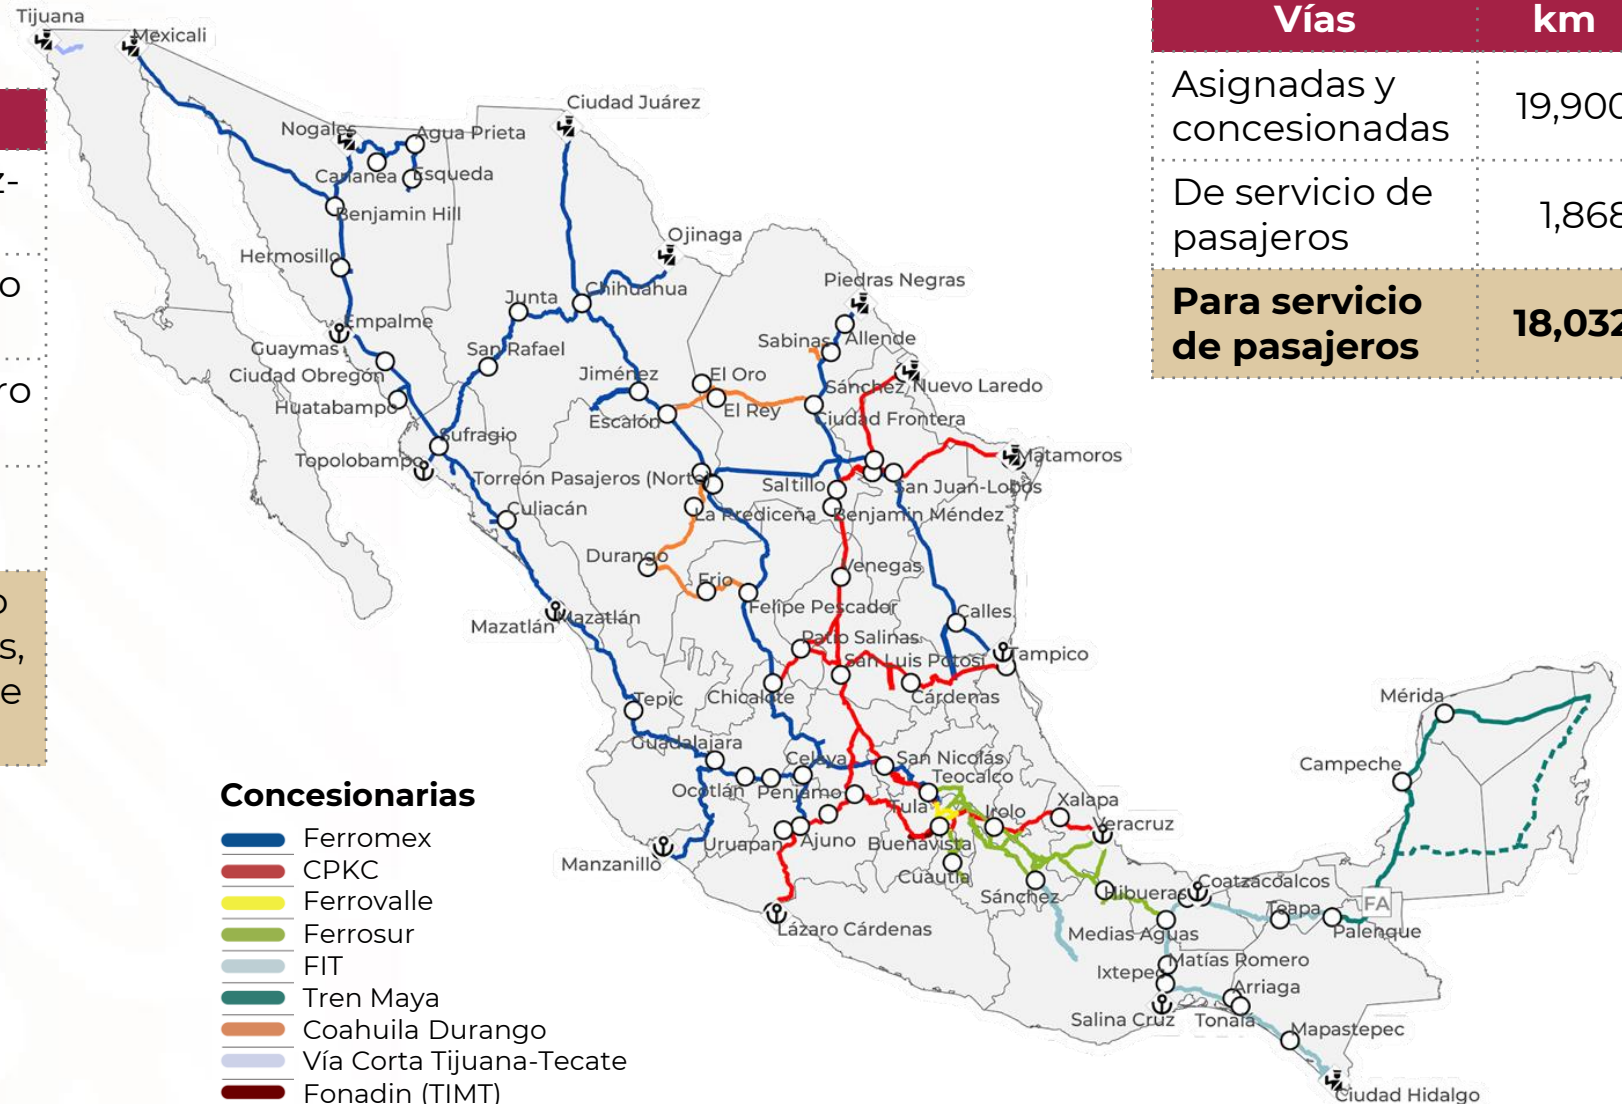 Tijuana
Mexicali
Vías
km
Asignadas y
concesionadas
19,900
De servicio de
pasajeros
1,868
Para servicio
de pasajeros
18,032
z-
o
ro
o
s,
e
Ciudad Juárez
Nogales
Agua Prieta
Cananea
Esqueda
Benjamin Hill
Hermosillo
Ojinaga
Chihuahua
Junta
Piedras Negras
Empalme
Guaymas
San Rafael
Sabinas
Allende
Ciudad Obregón
Jiménez
El Oro
Sánchez
Nuevo Laredo
Huatabampo
Escalón
El Rey
Ciudad Frontera
Sufragio
Topolobampo
Matamoros
Torreón Pasajeros (Norte)
Saltillo
San Juan-Lobos
Culiacán
La Prediceña
Benjamin Méndez
Durango
Frio
Venegas
Felipe Pescador
Calles
Mazatlán
Mazatlán
Patio Salinas
San Luis Potosí
Tampico
Tepic
Chicalote
Cárdenas
Mérida
Guadalajara
Celaya
San Nicolás
Campeche
Ocotlán
Penjamo
Teocalco
Tula
Irolo
Xalapa
Veracruz
Manzanillo
Uruapan
Ajuno
Buenavista
Cuautla
Sánchez
Hibueras
Coatzacoalcos
Teapa
FA
Palenque
Lázaro Cárdenas
Medias Aguas
Ixtepec
Matías Romero
Arriaga
Salina Cruz
Tonalá
Mapastepec
Ciudad Hidalgo
Concesionarias
Ferromex
CPKC
Ferrovalle
Ferrosur
FIT
Tren Maya
Coahuila Durango
Vía Corta Tijuana-Tecate
Fonadin (TIMT)